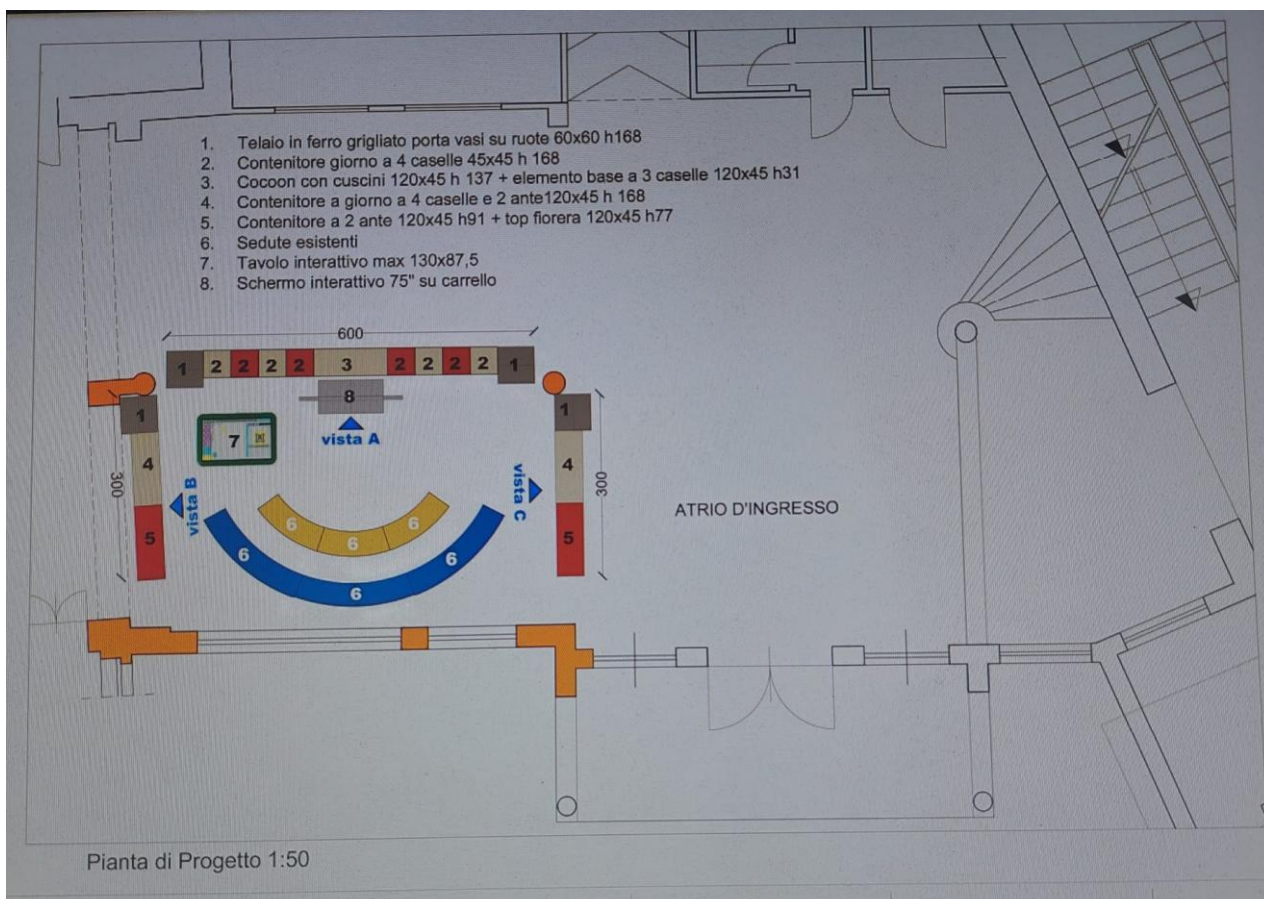 1. Telaio in ferro grigliato porta vasi su ruote 60x60 h168
2. Contenitore giorno a 4 caselle 45x45 h 168
3. Cocoon con cuscini 120x45 h 137 + elemento base a 3 caselle 120x45 h31
4. Contenitore a giorno a 4 caselle e 2 ante120x45 h 168
5. Contenitore a 2 ante 120x45 h91 + top fiorera 120x45 h77
6. Sedute esistenti
7. Tavolo interattivo max 130x87,5
8. Schermo interattivo 75" su carrello
600
1 2 2 2 2 3 2 2 2 2 1
8
vista A
1
4
5
300
7
vista B
vista C
1
4
5
300
6 6 6
6 6 6
ATRIO D'INGRESSO
Pianta di Progetto 1:50